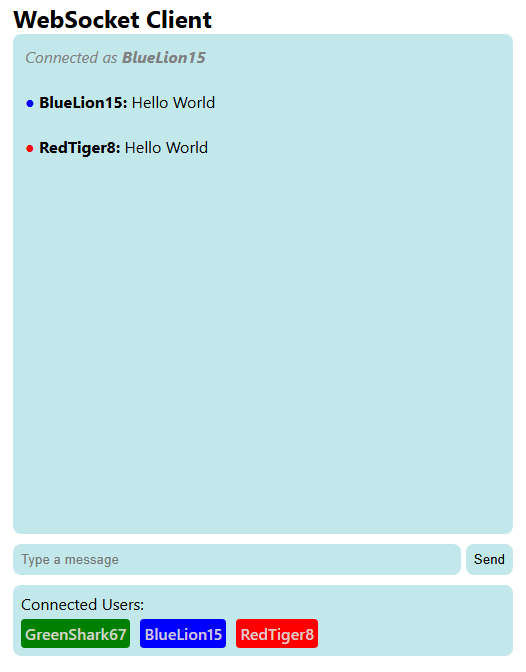 WebSocket Client
Connected as BlueLion15
● BlueLion15: Hello World
● RedTiger8: Hello World
Type a message
Send
Connected Users:
GreenShark67 BlueLion15 RedTiger8